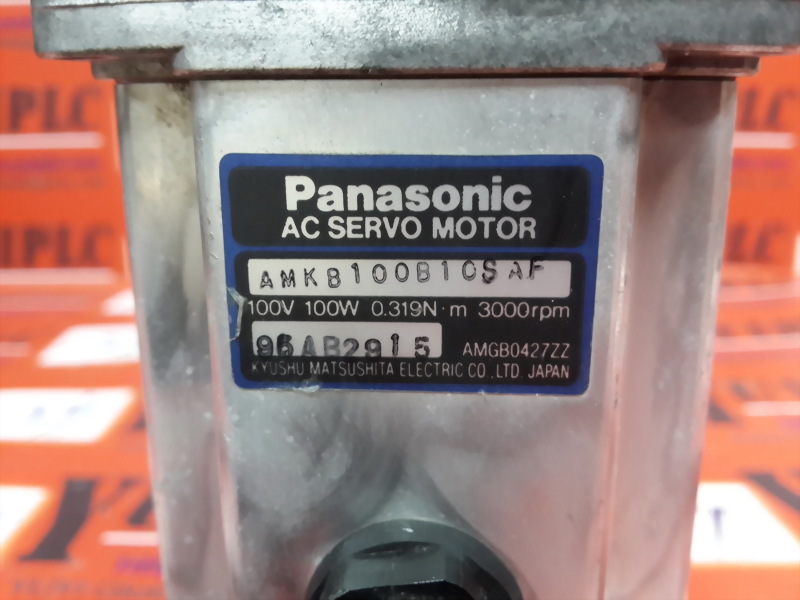 Panasonic
AC SERVO MOTOR
AMKB100B10SAF
100V 100W 0.319N·m 3000rpm
96AB2915 AMGB0427ZZ
KYUSHU MATSUSHITA ELECTRIC CO.,LTD. JAPAN